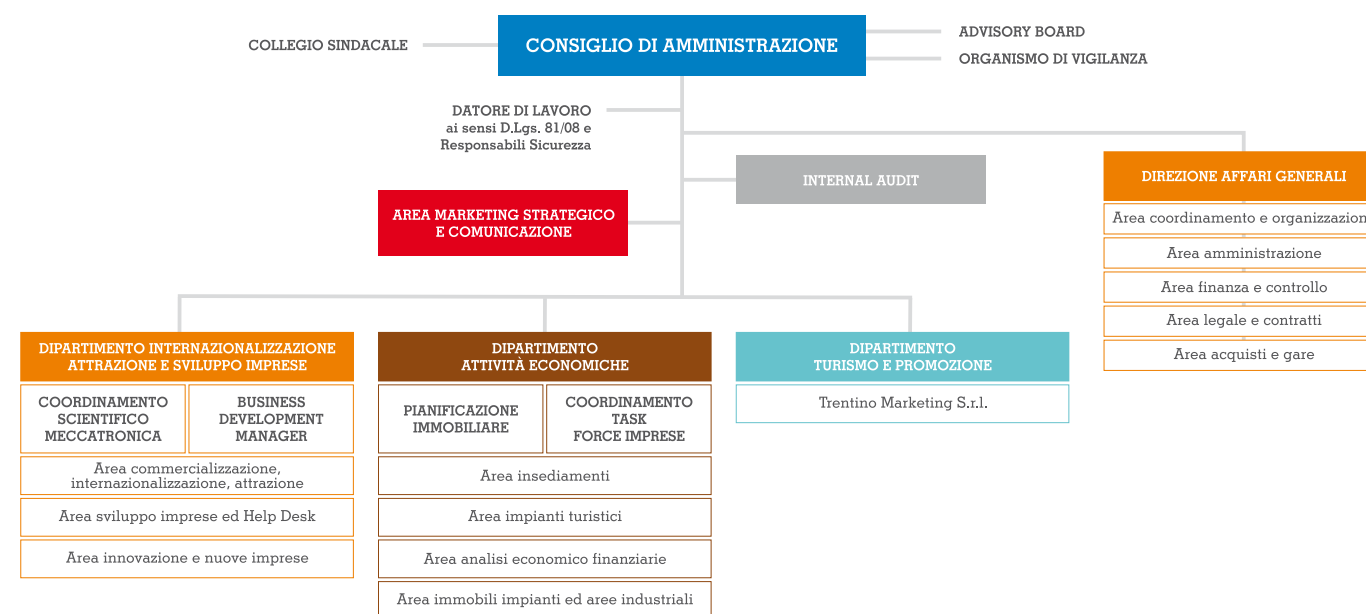 COLLEGIO SINDACALE
CONSIGLIO DI AMMINISTRAZIONE
ADVISORY BOARD
ORGANISMO DI VIGILANZA
DATORE DI LAVORO
ai sensi D.Lgs. 81/08 e
Responsabili Sicurezza
INTERNAL AUDIT
AREA MARKETING STRATEGICO
E COMUNICAZIONE
DIREZIONE AFFARI GENERALI
Area coordinamento e organizzazion
Area amministrazione
Area finanza e controllo
Area legale e contratti
Area acquisti e gare
DIPARTIMENTO INTERNAZIONALIZZAZIONE
ATTRAZIONE E SVILUPPO IMPRESE
COORDINAMENTO
SCIENTIFICO
MECCATRONICA
BUSINESS
DEVELOPMENT
MANAGER
Area commercializzazione,
internazionalizzazione, attrazione
Area sviluppo imprese ed Help Desk
Area innovazione e nuove imprese
DIPARTIMENTO
ATTIVITÀ ECONOMICHE
PIANIFICAZIONE
IMMOBILIARE
COORDINAMENTO
TASK
FORCE IMPRESE
Area insediamenti
Area impianti turistici
Area analisi economico finanziarie
Area immobili impianti ed aree industriali
DIPARTIMENTO
TURISMO E PROMOZIONE
Trentino Marketing S.r.l.